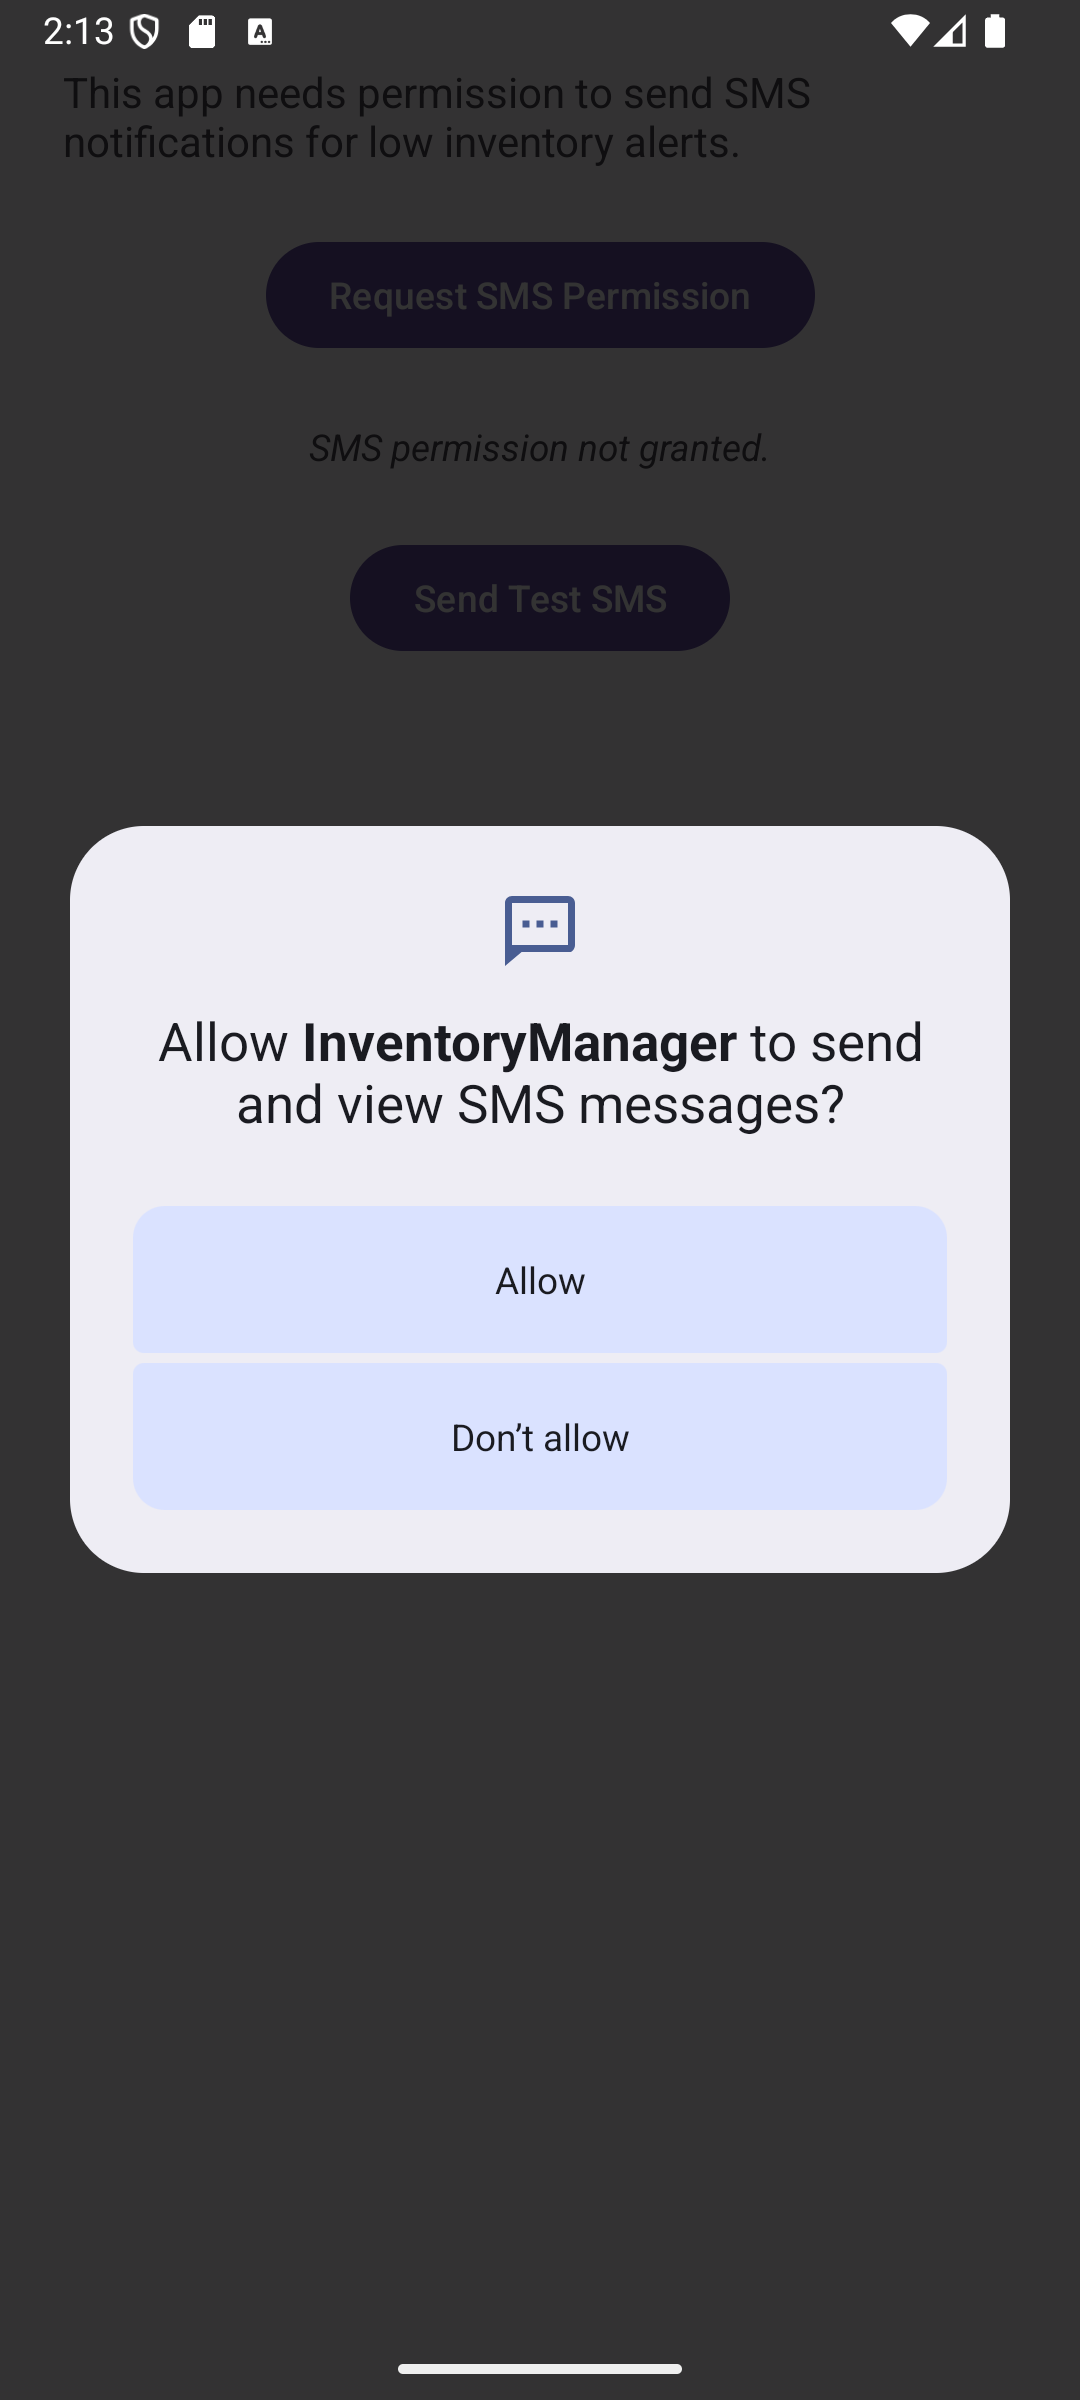 2:13
This app needs permission to send SMS
notifications for low inventory alerts.
Request SMS Permission
SMS permission not granted.
Send Test SMS
Allow InventoryManager to send
and view SMS messages?
Allow
Don’t allow